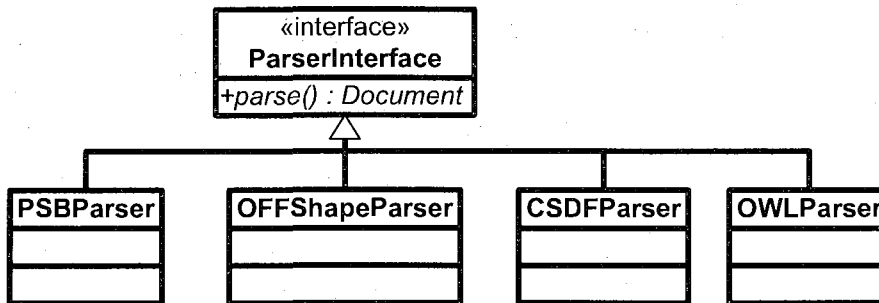 «interface»
ParserInterface
+parse() : Document
PSBParser
OFFShapeParser
CSDFParser
OWLParser